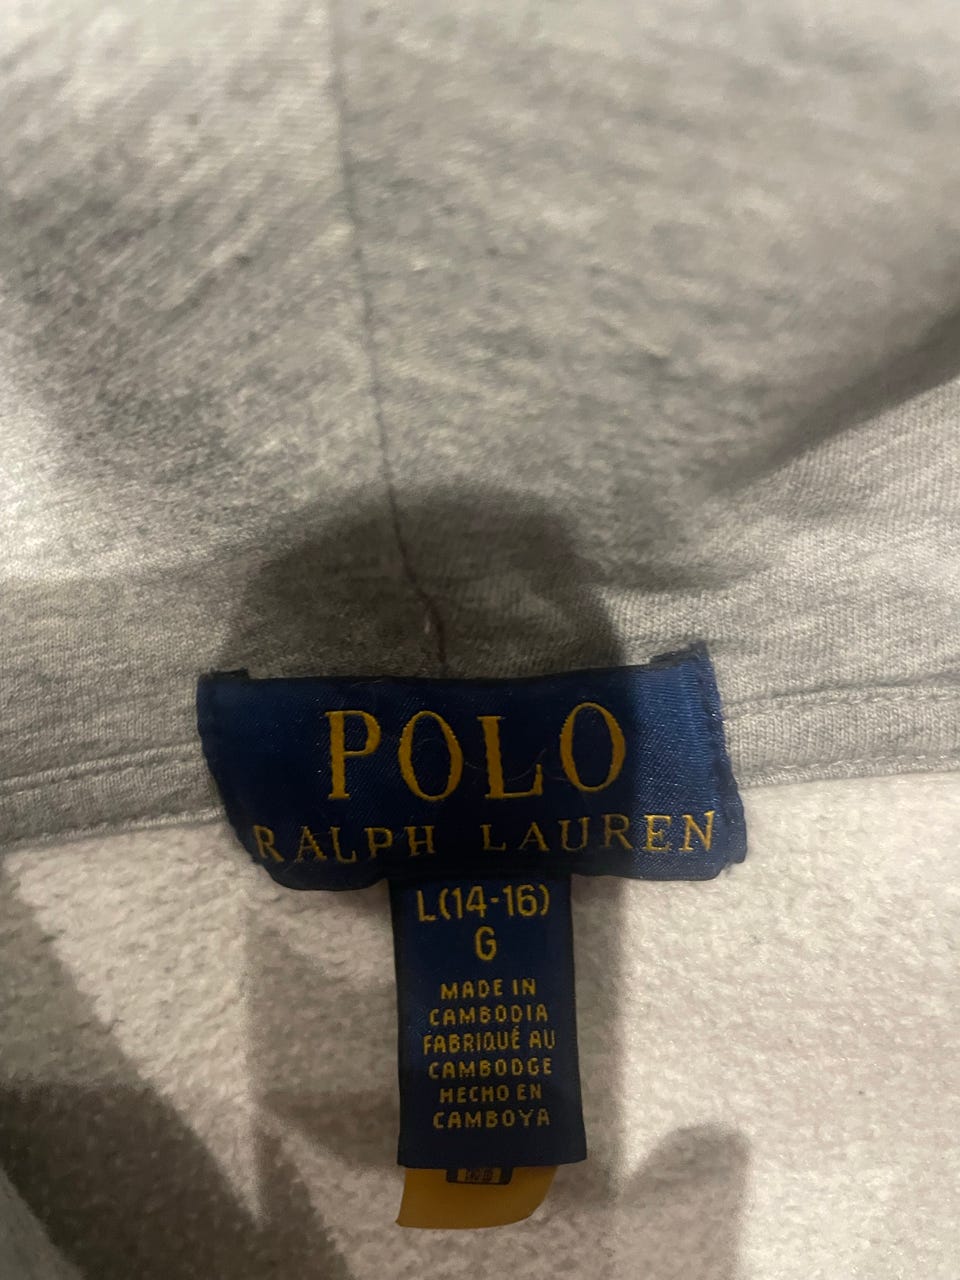 POLO
RALPH LAUREN
L(14-16)
G
MADE IN
CAMBODIA
FABRIQUÉ AU
CAMBODGE
HECHO EN
CAMBOYA